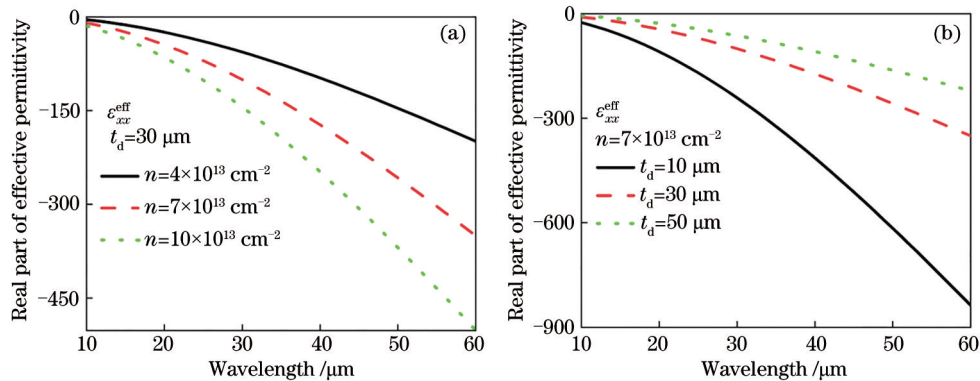 (a)
Real part of effective permittivity
0
−150
−300
−450
ε_xx^eff
t_d=30 μm
n=4×10^13 cm^−2
n=7×10^13 cm^−2
n=10×10^13 cm^−2
10 20 30 40 50 60
Wavelength /μm
(b)
Real part of effective permittivity
0
−300
−600
−900
ε_xx^eff
n=7×10^13 cm^−2
t_d=10 μm
t_d=30 μm
t_d=50 μm
10 20 30 40 50 60
Wavelength /μm